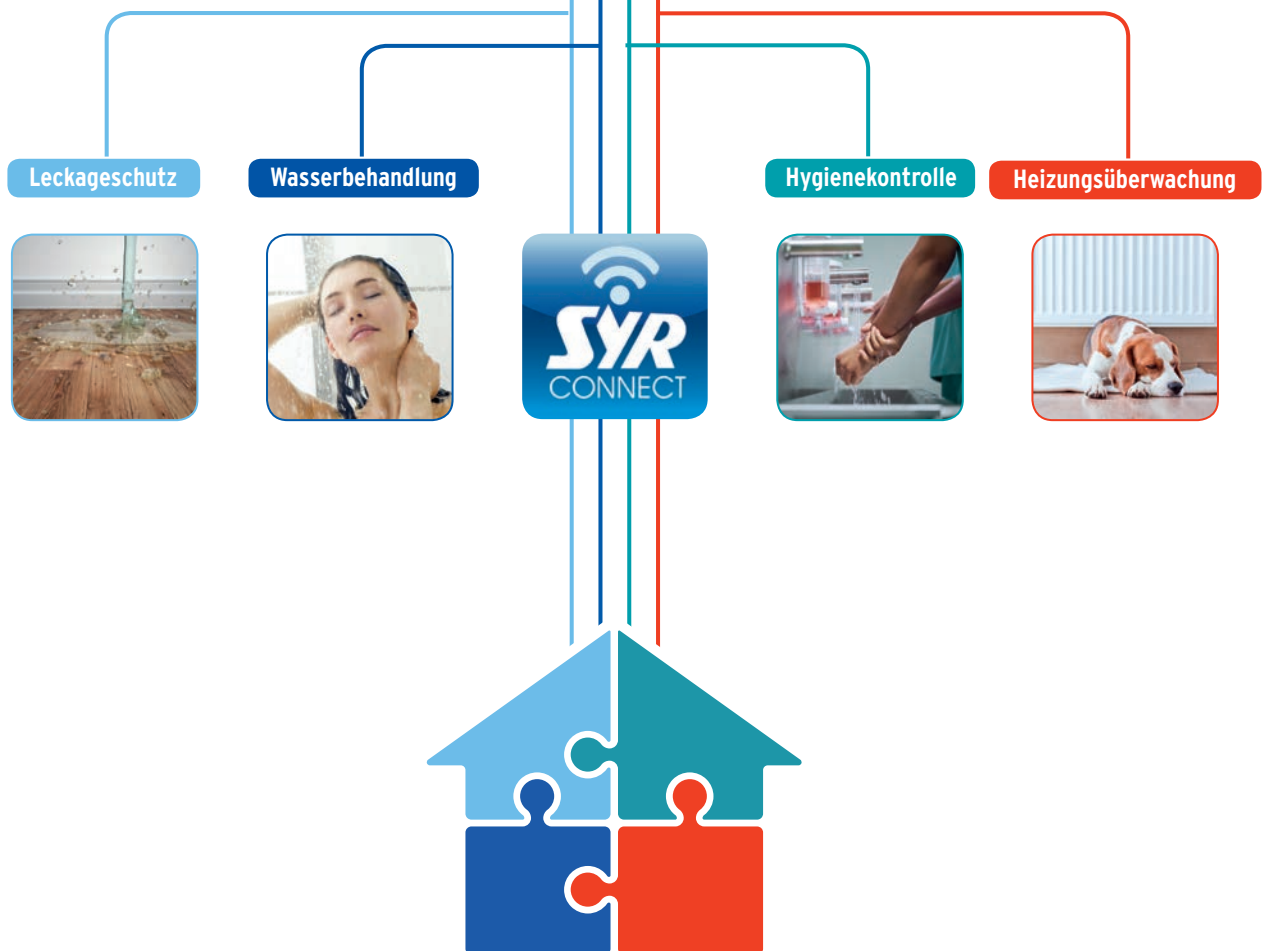 Leckageschutz
Wasserbehandlung
Hygienekontrolle
Heizungsüberwachung
SYR
CONNECT